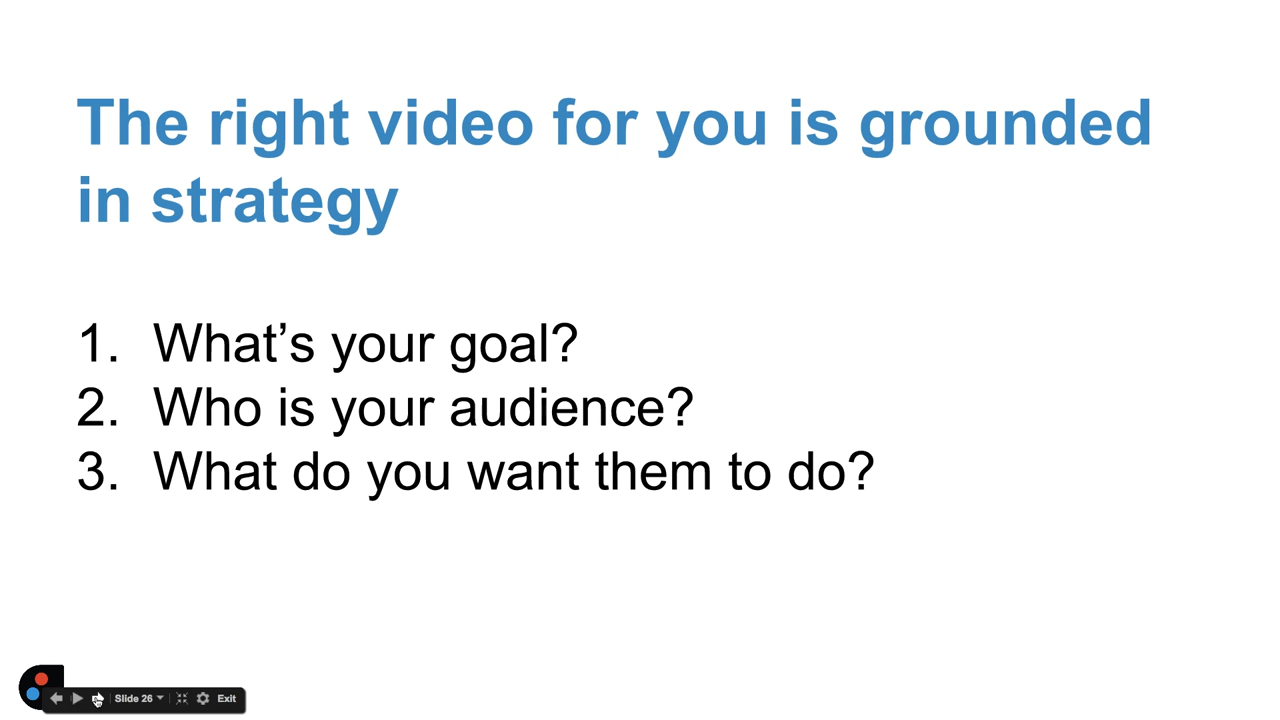 The right video for you is grounded
in strategy
1. What’s your goal?
2. Who is your audience?
3. What do you want them to do?
Slide 26 Exit